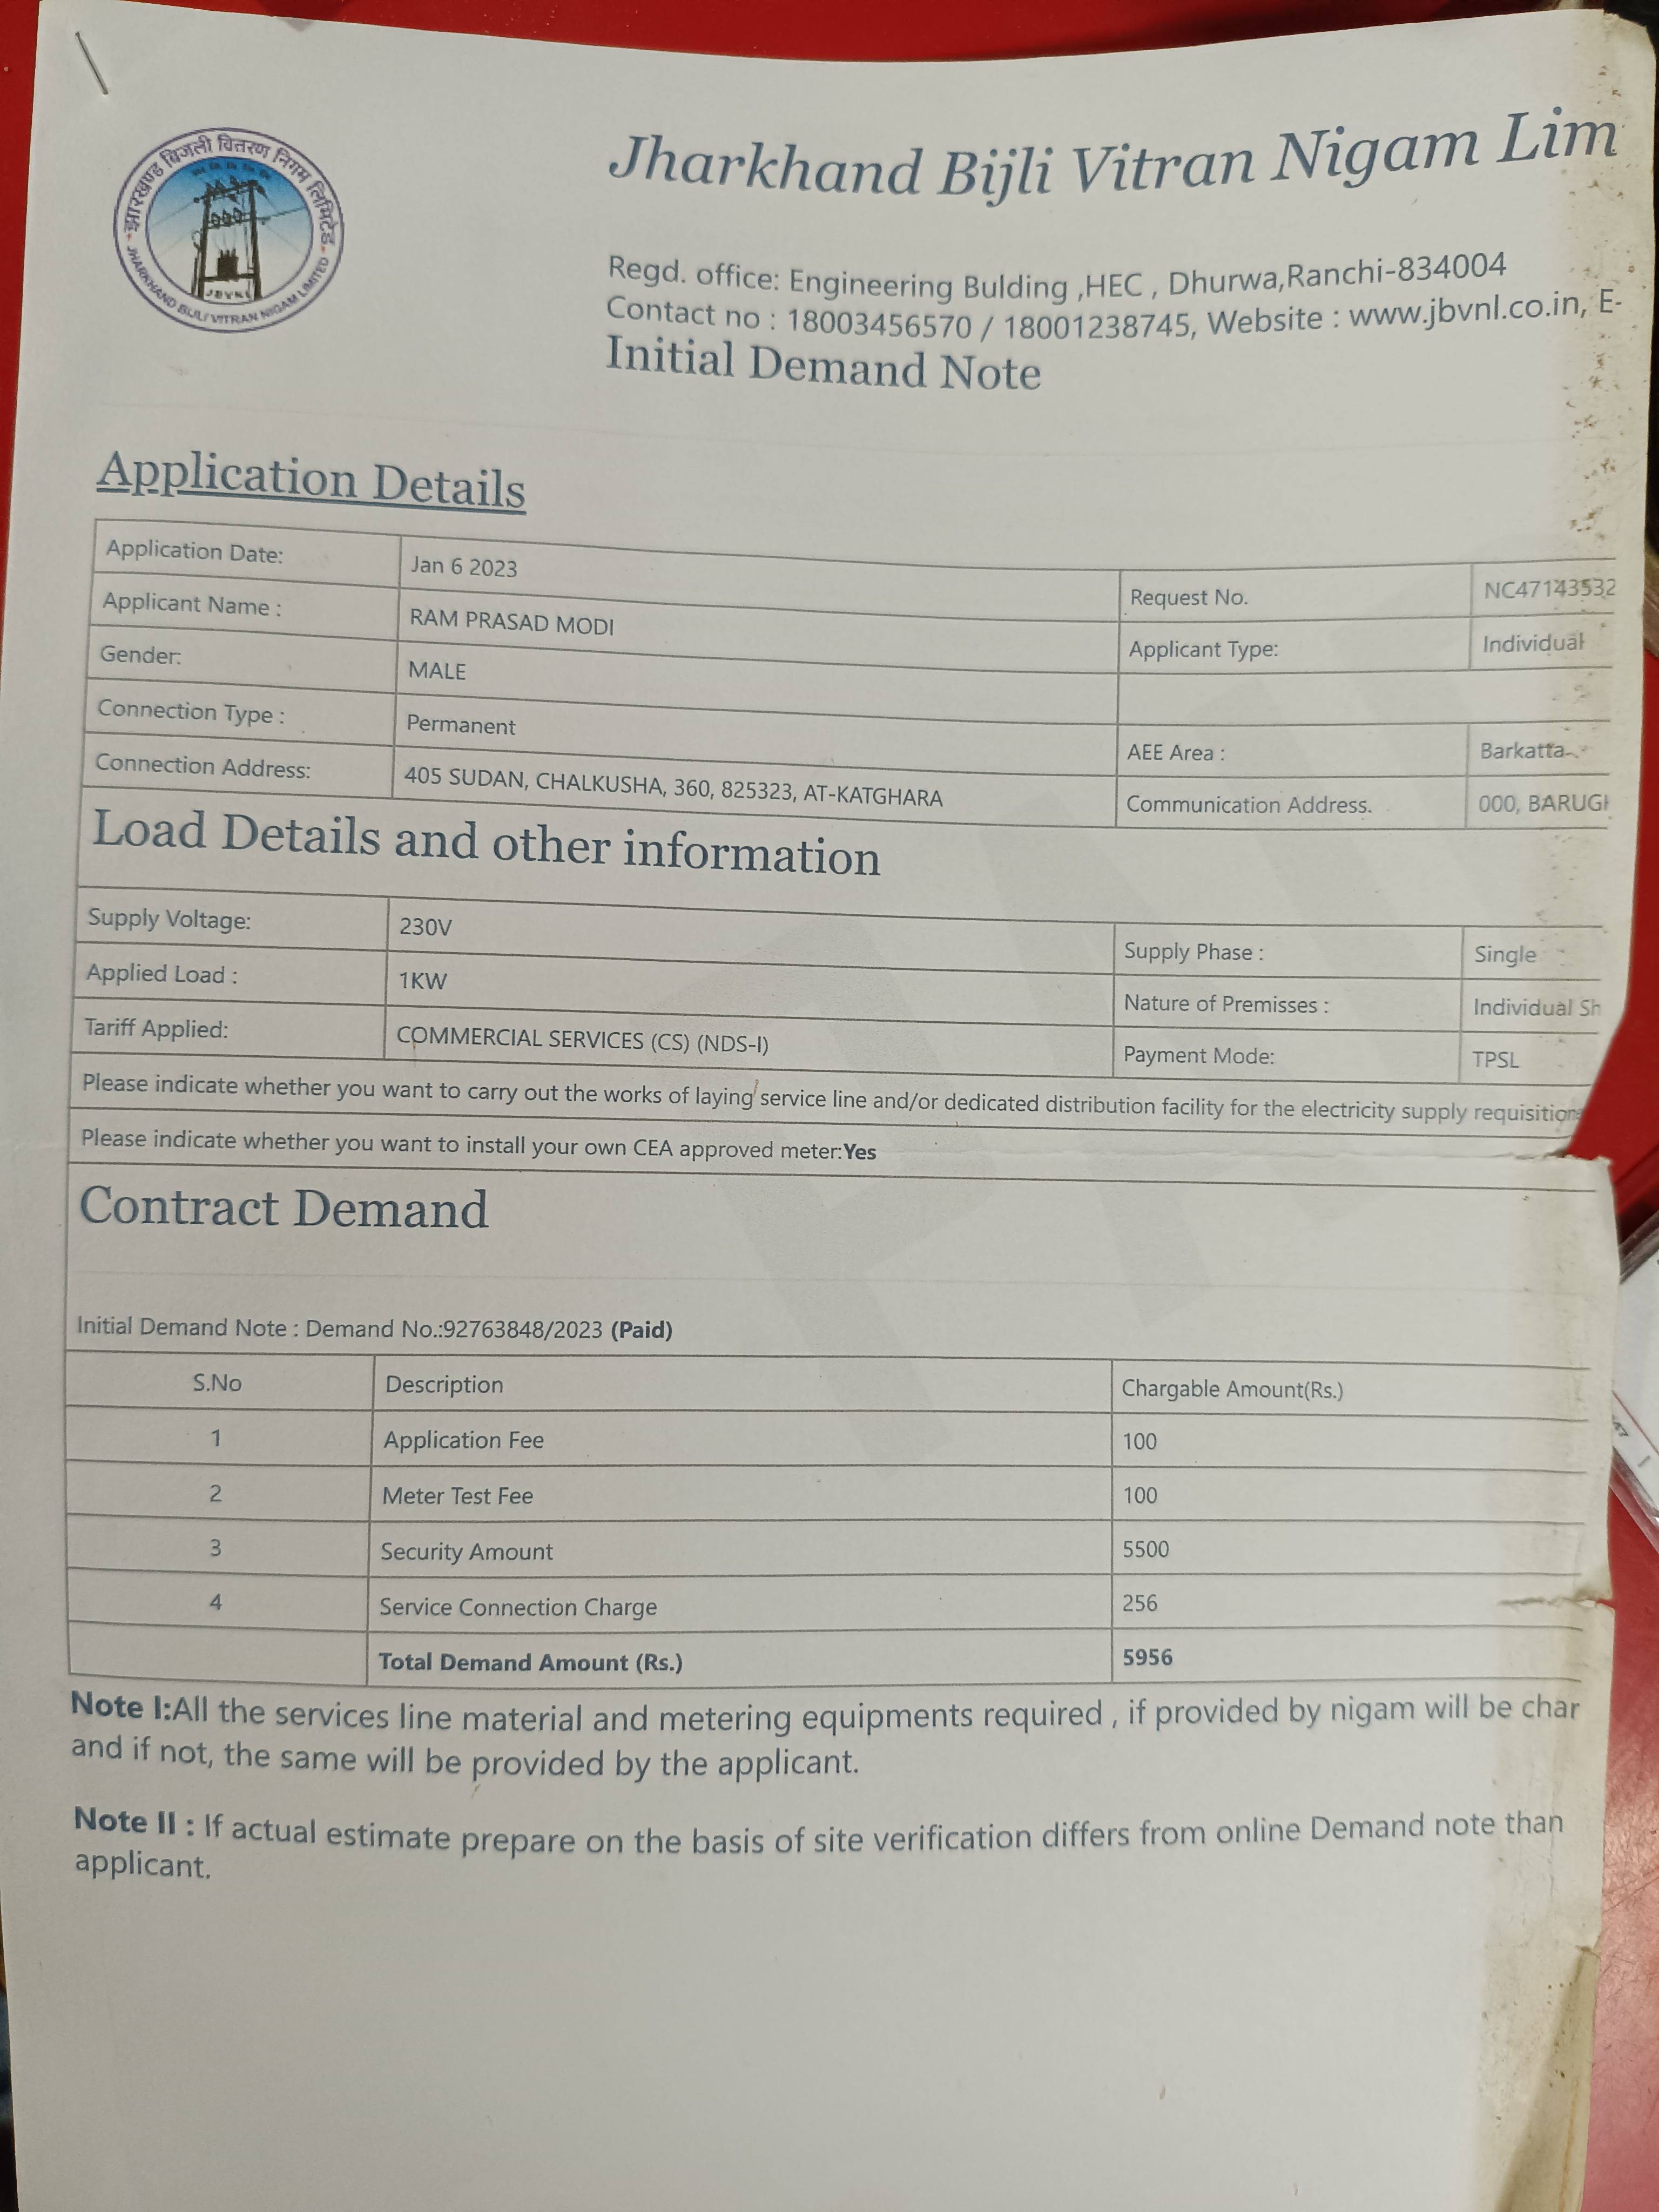 झारखण्ड बिजली वितरण निगम लिमिटेड
JHARKHAND BIJLI VITRAN NIGAM LIMITED
JBVNL
Jharkhand Bijli Vitran Nigam Lim
Regd. office: Engineering Bulding ,HEC , Dhurwa,Ranchi-834004
Contact no : 18003456570 / 18001238745, Website : www.jbvnl.co.in, E-
Initial Demand Note
Application Details
Application Date: Jan 6 2023 Request No. NC47143532
Applicant Name : RAM PRASAD MODI Applicant Type: Individual
Gender: MALE
Connection Type : Permanent AEE Area : Barkatta
Connection Address: 405 SUDAN, CHALKUSHA, 360, 825323, AT-KATGHARA Communication Address. 000, BARUGH
Load Details and other information
Supply Voltage: 230V Supply Phase : Single
Applied Load : 1KW Nature of Premisses : Individual Sh
Tariff Applied: COMMERCIAL SERVICES (CS) (NDS-I) Payment Mode: TPSL
Please indicate whether you want to carry out the works of laying service line and/or dedicated distribution facility for the electricity supply requisition
Please indicate whether you want to install your own CEA approved meter:Yes
Contract Demand
Initial Demand Note : Demand No.:92763848/2023 (Paid)
S.No Description Chargable Amount(Rs.)
1 Application Fee 100
2 Meter Test Fee 100
3 Security Amount 5500
4 Service Connection Charge 256
Total Demand Amount (Rs.) 5956
Note I:All the services line material and metering equipments required , if provided by nigam will be char
and if not, the same will be provided by the applicant.
Note II : If actual estimate prepare on the basis of site verification differs from online Demand note than
applicant.